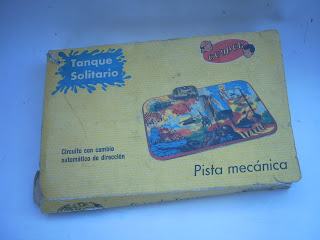 Tanque
Solitario
Circuito con cambio
automático de dirección
Pista mecánica